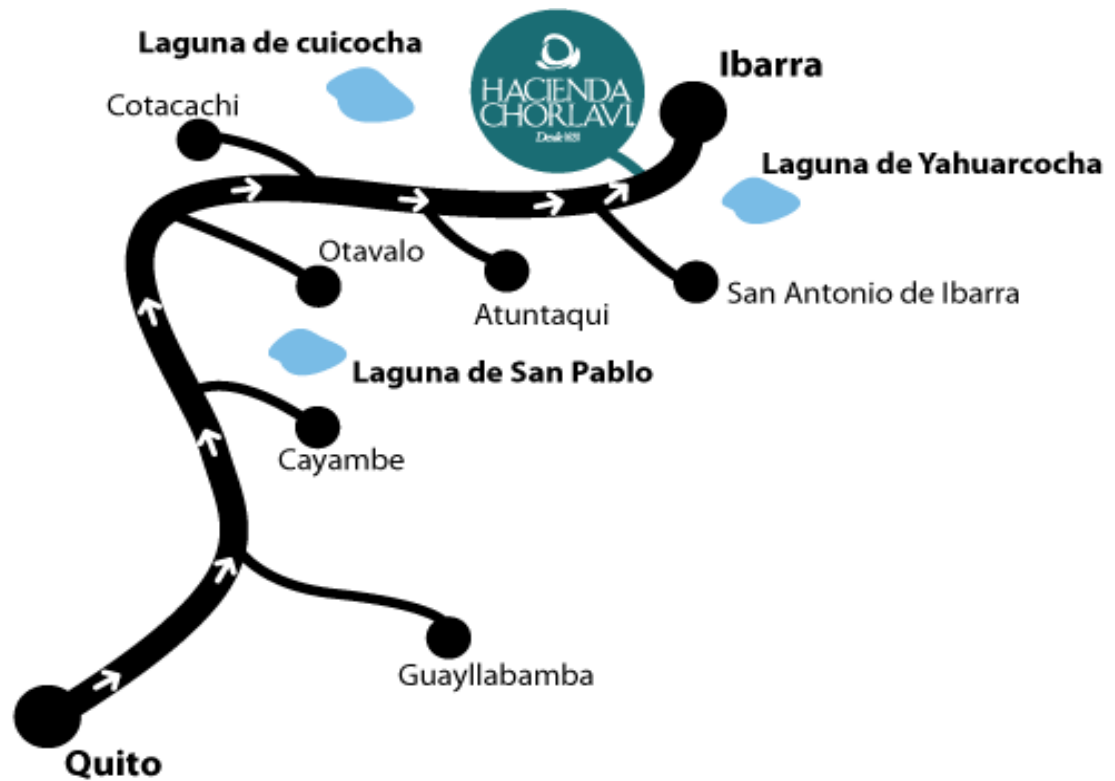 Laguna de cuicocha
Cotacachi
HACIENDA
CHORLAVÍ
Ibarra
Laguna de Yahuarcocha
Otavalo
Atuntaqui
San Antonio de Ibarra
Laguna de San Pablo
Cayambe
Guayllabamba
Quito